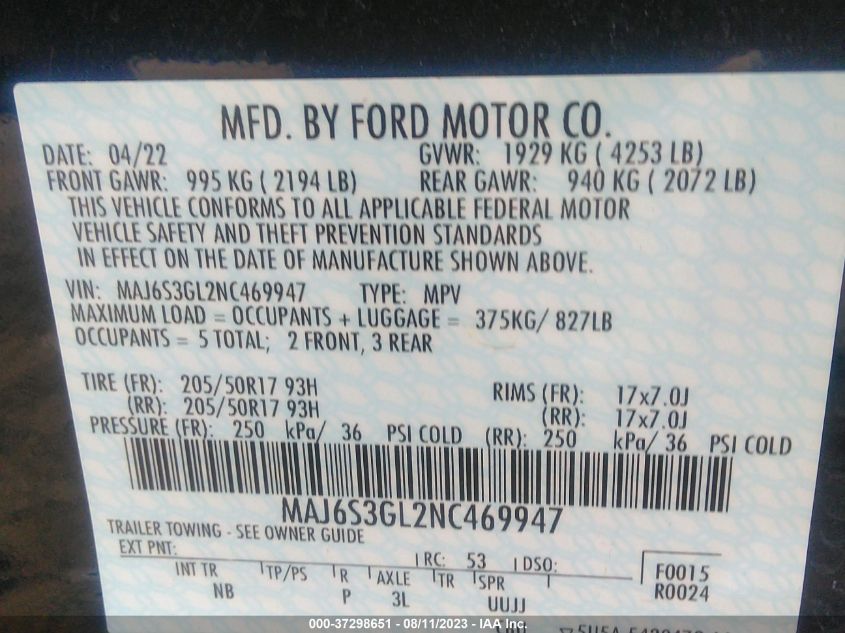 MFD. BY FORD MOTOR CO.
DATE: 04/22 GVWR: 1929 KG ( 4253 LB)
FRONT GAWR: 995 KG ( 2194 LB) REAR GAWR: 940 KG ( 2072 LB)
THIS VEHICLE CONFORMS TO ALL APPLICABLE FEDERAL MOTOR
VEHICLE SAFETY AND THEFT PREVENTION STANDARDS
IN EFFECT ON THE DATE OF MANUFACTURE SHOWN ABOVE.
VIN: MAJ6S3GL2NC469947 TYPE: MPV
MAXIMUM LOAD = OCCUPANTS + LUGGAGE = 375KG/ 827LB
OCCUPANTS = 5 TOTAL; 2 FRONT, 3 REAR
TIRE (FR): 205/50R17 93H RIMS (FR): 17x7.0J
(RR): 205/50R17 93H (RR): 17x7.0J
PRESSURE (FR): 250 kPa/ 36 PSI COLD (RR): 250 kPa/ 36 PSI COLD
MAJ6S3GL2NC469947
TRAILER TOWING - SEE OWNER GUIDE
EXT PNT: RC: 53 DSO: F0015
INT TR TP/PS R AXLE TR SPR R0024
NB P 3L UUJJ
000-37298651 - 08/11/2023 - IAA Inc.